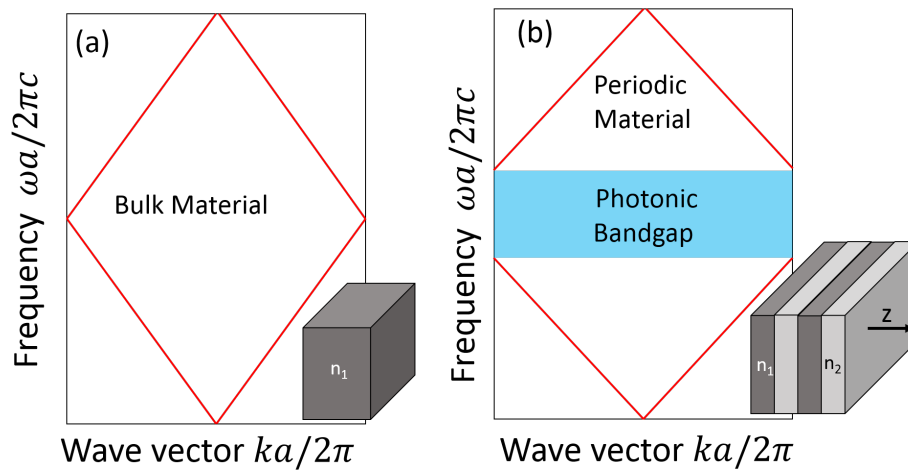 (a)
Frequency ωa/2πc
Bulk Material
n₁
Wave vector ka/2π
(b)
Frequency ωa/2πc
Periodic
Material
Photonic
Bandgap
z
n₁
n₂
Wave vector ka/2π